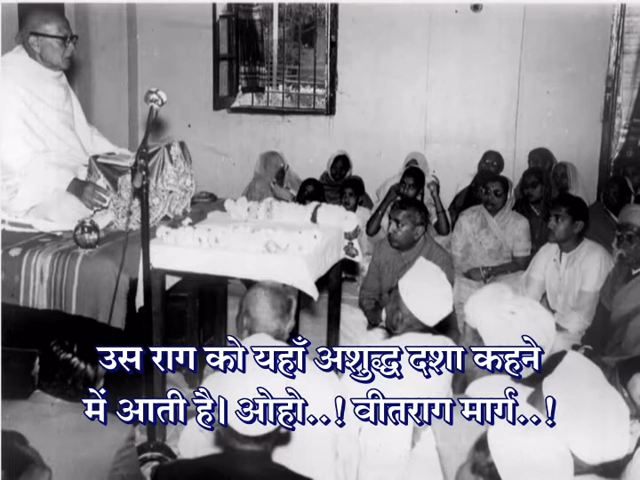 उस राग को यहाँ अशुद्ध दशा कहने
में आती है। ओहो..! वीतराग मार्ग..!